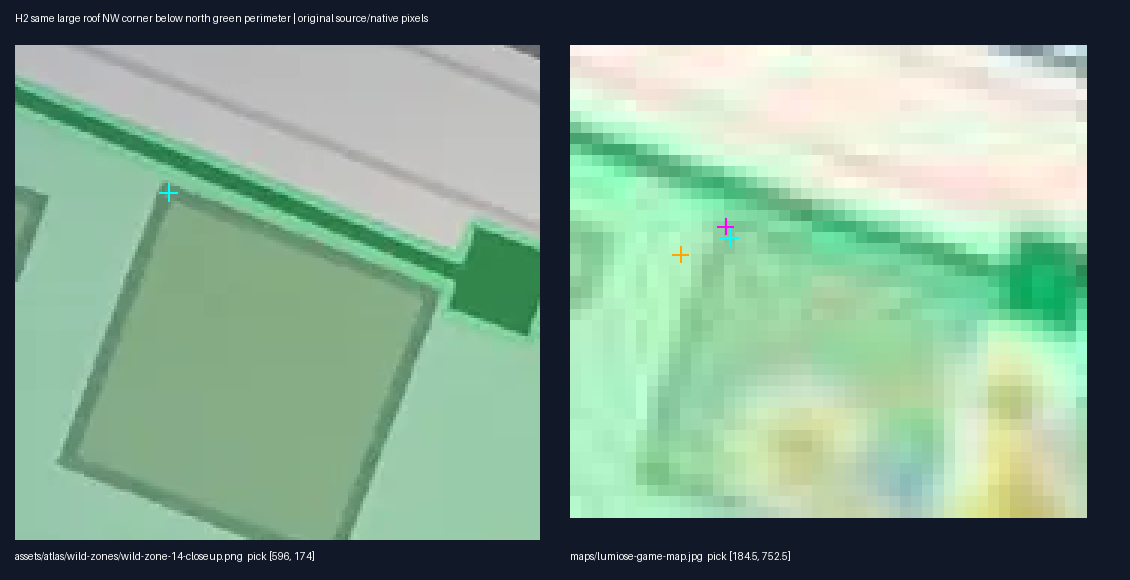 H2 same large roof NW corner below north green perimeter | original source/native pixels
assets/atlas/wild-zones/wild-zone-14-closeup.png pick [596, 174]
maps/lumiose-game-map.jpg pick [184.5, 752.5]